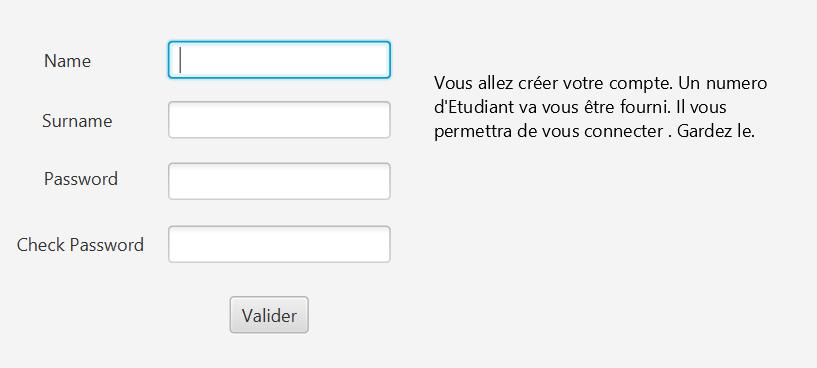 Name
Surname
Password
Check Password
Valider
Vous allez créer votre compte. Un numero
d'Etudiant va vous être fourni. Il vous
permettra de vous connecter . Gardez le.